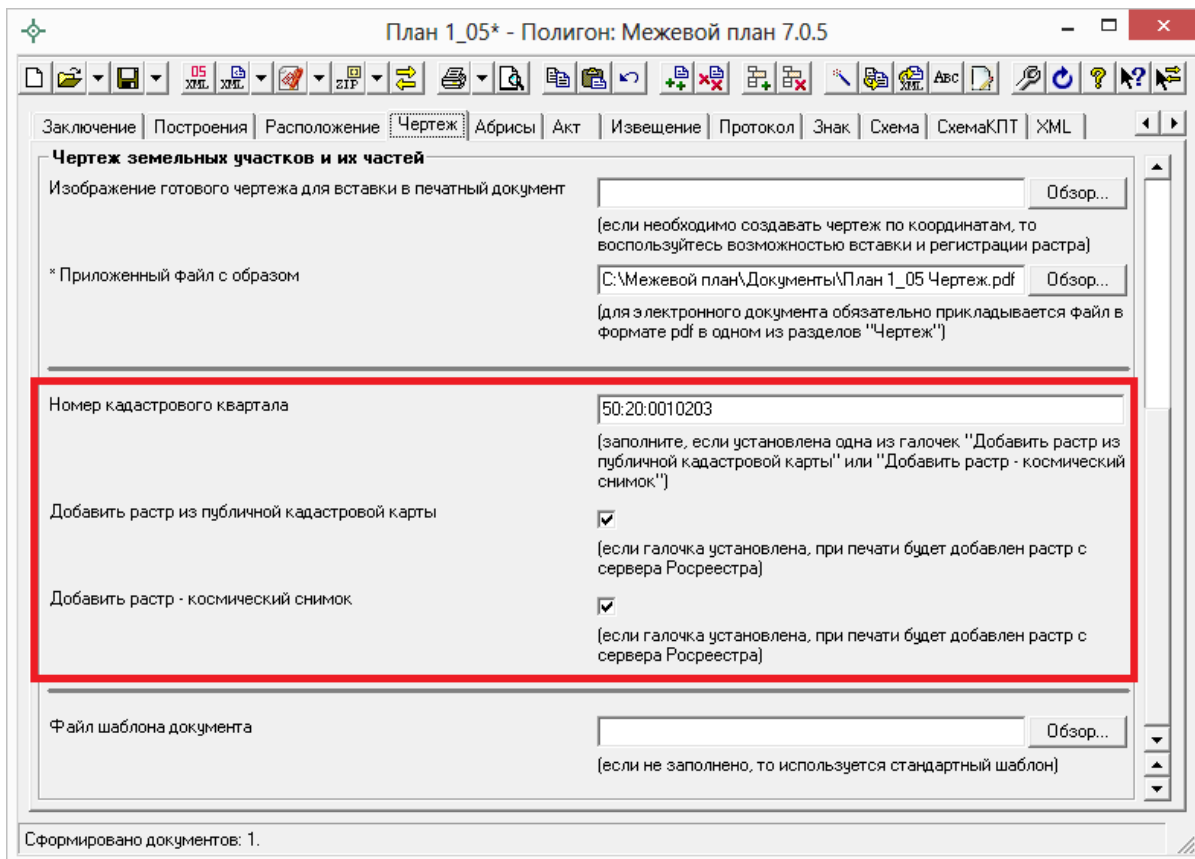 План 1_05* - Полигон: Межевой план 7.0.5
05 XML XML ZIP XML ABC
Заключение Построения Расположение Чертеж Абрисы Акт Извещение Протокол Знак Схема СхемаКПТ XML
Чертеж земельных участков и их частей
Изображение готового чертежа для вставки в печатный документ
Обзор...
(если необходимо создавать чертеж по координатам, то
воспользуйтесь возможностью вставки и регистрации растра)
* Приложенный файл с образом
C:\Межевой план\Документы\План 1_05 Чертеж.pdf Обзор...
(для электронного документа обязательно прикладывается файл в
формате pdf в одном из разделов "Чертеж")
Номер кадастрового квартала
50:20:0010203
(заполните, если установлена одна из галочек "Добавить растр из
публичной кадастровой карты" или "Добавить растр - космический
снимок")
Добавить растр из публичной кадастровой карты
(если галочка установлена, при печати будет добавлен растр с
сервера Росреестра)
Добавить растр - космический снимок
(если галочка установлена, при печати будет добавлен растр с
сервера Росреестра)
Файл шаблона документа
Обзор...
(если не заполнено, то используется стандартный шаблон)
Сформировано документов: 1.